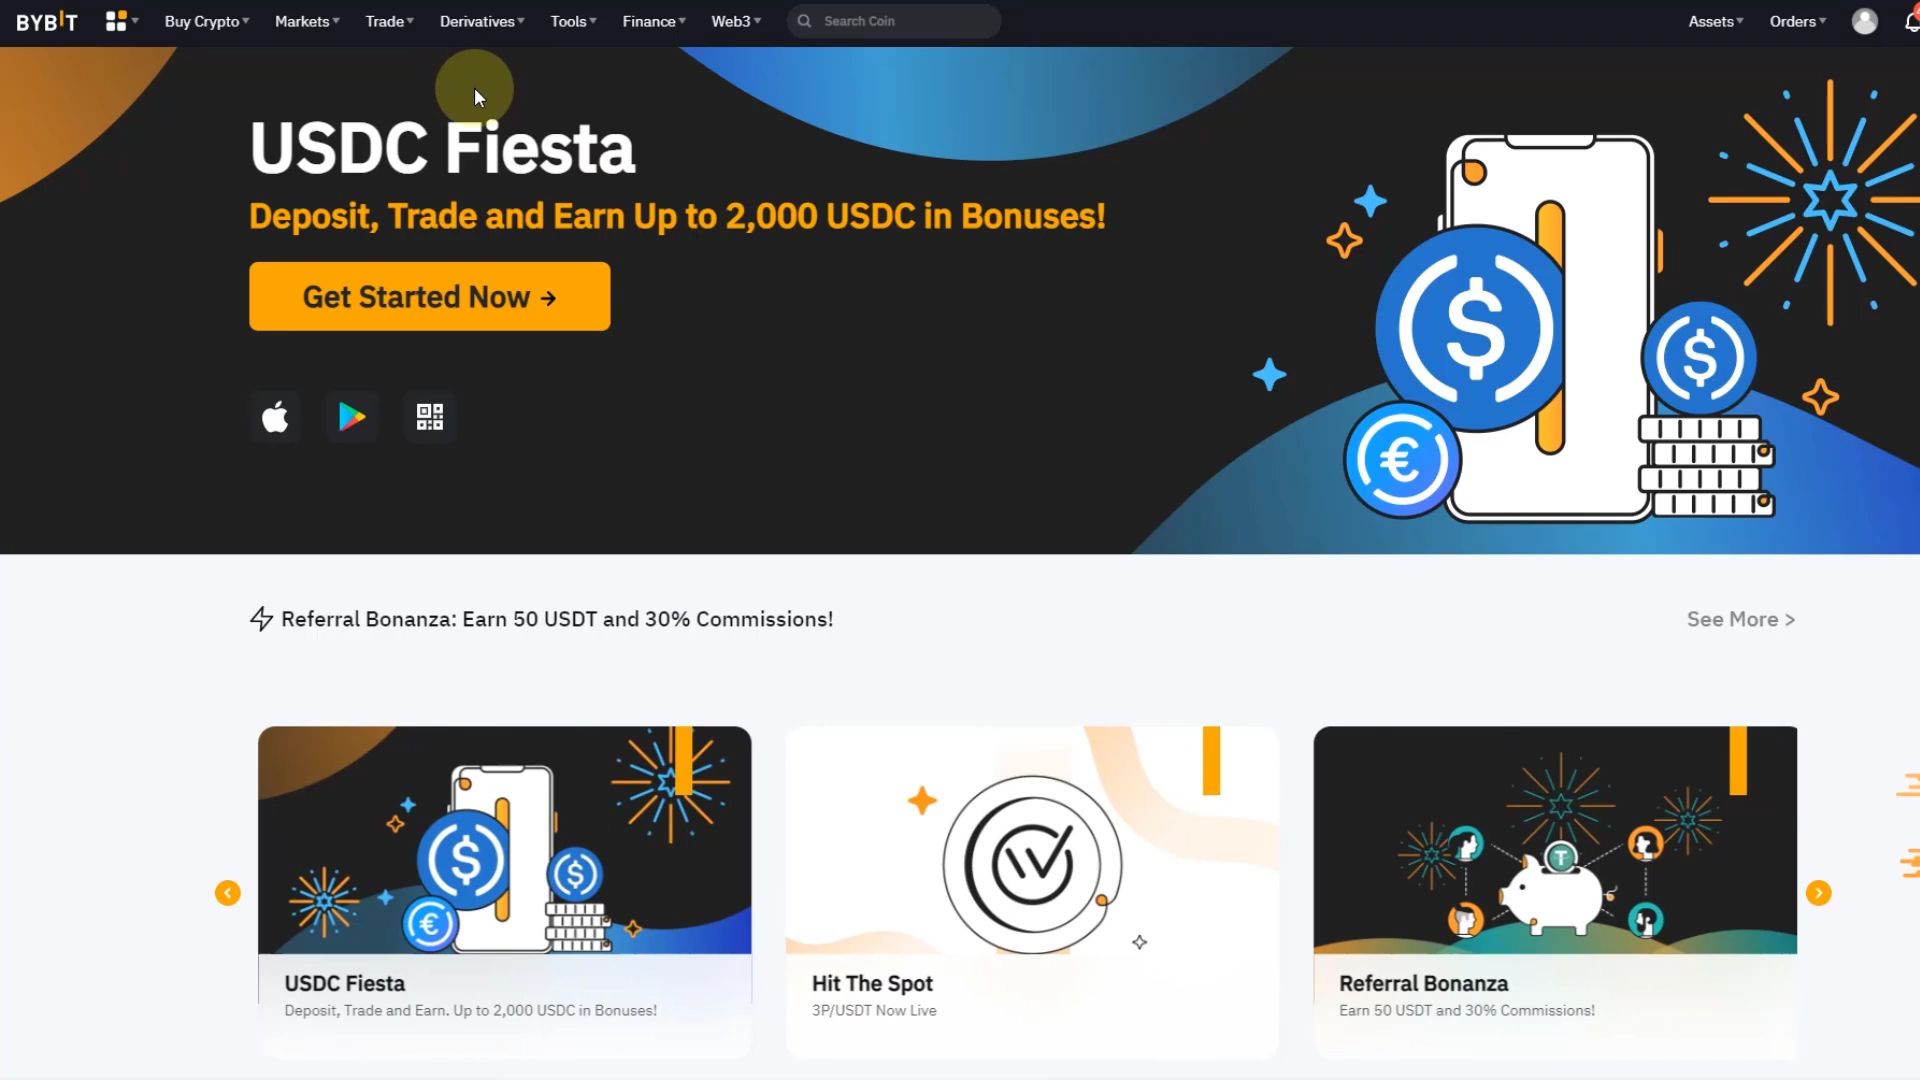 BYBIT Buy Crypto Markets Trade Derivatives Tools Finance Web3 Search Coin Assets Orders
USDC Fiesta
Deposit, Trade and Earn Up to 2,000 USDC in Bonuses!
Get Started Now →
Referral Bonanza: Earn 50 USDT and 30% Commissions!
See More >
USDC Fiesta
Deposit, Trade and Earn. Up to 2,000 USDC in Bonuses!
Hit The Spot
3P/USDT Now Live
Referral Bonanza
Earn 50 USDT and 30% Commissions!